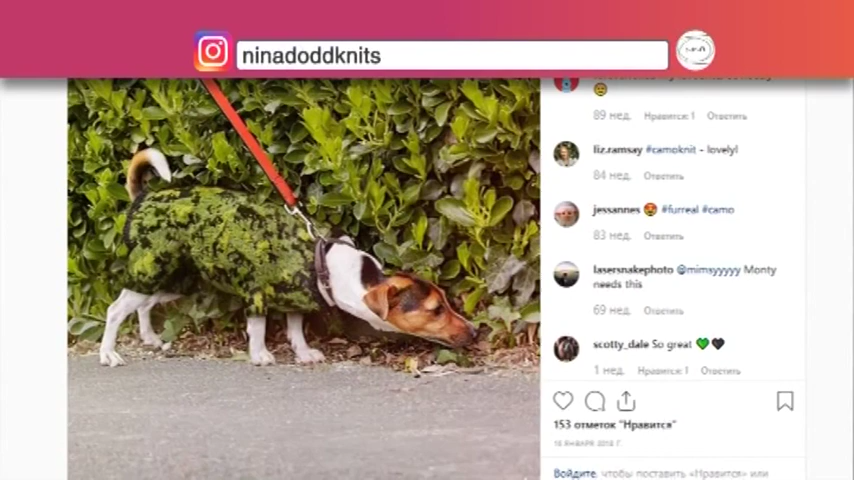 ninadoddknits
89 нед. Нравится: 1 Ответить
liz.ramsay #camoknit - lovely!
84 нед. Ответить
jessannes 😍 #furreal #camo
83 нед. Ответить
lasersnakephoto @mimsyyyyy Monty
needs this
69 нед. Ответить
scotty_dale So great 💚🖤
1 нед. Нравится: 1 Ответить
153 отметок "Нравится"
Войдите, чтобы поставить «Нравится» или